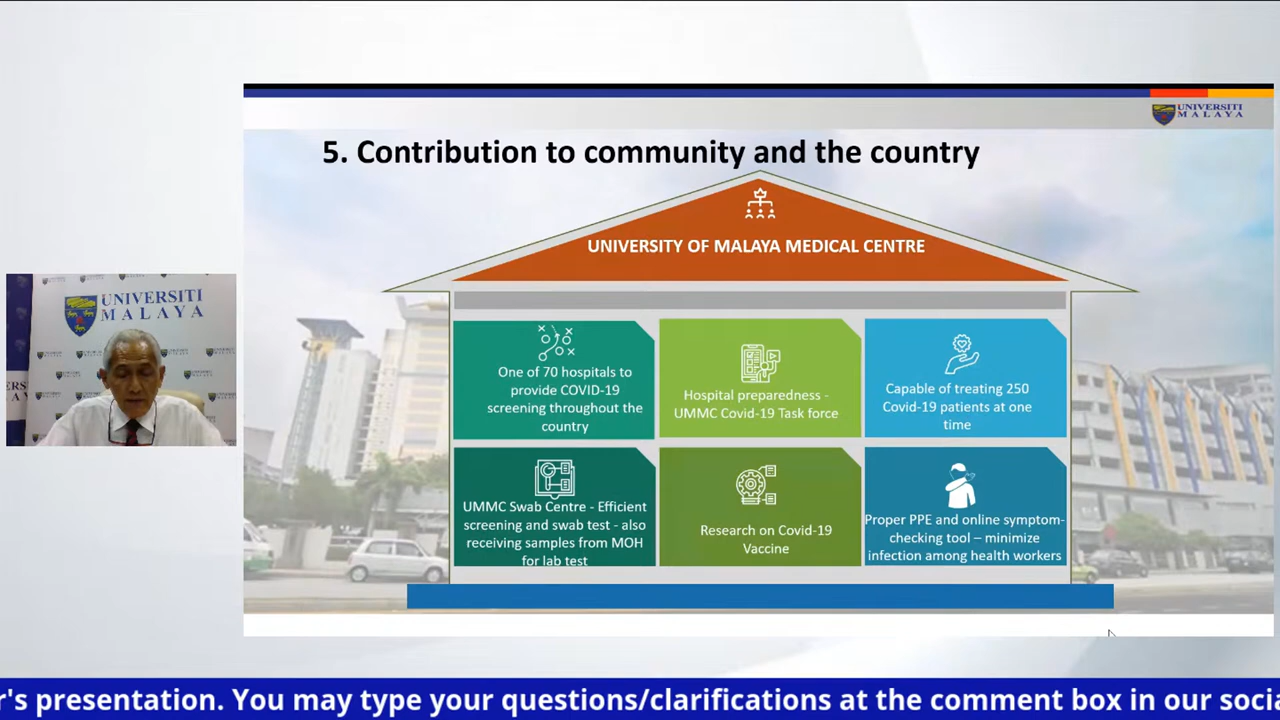 UNIVERSITI
MALAYA
5. Contribution to community and the country
UNIVERSITY OF MALAYA MEDICAL CENTRE
UNIVERSITI
MALAYA
One of 70 hospitals to
provide COVID-19
screening throughout the
country
Hospital preparedness -
UMMC Covid-19 Task force
Capable of treating 250
Covid-19 patients at one
time
UMMC Swab Centre - Efficient
screening and swab test - also
receiving samples from MOH
for lab test
Research on Covid-19
Vaccine
Proper PPE and online symptom-
checking tool – minimize
infection among health workers
r's presentation. You may type your questions/clarifications at the comment box in our socia